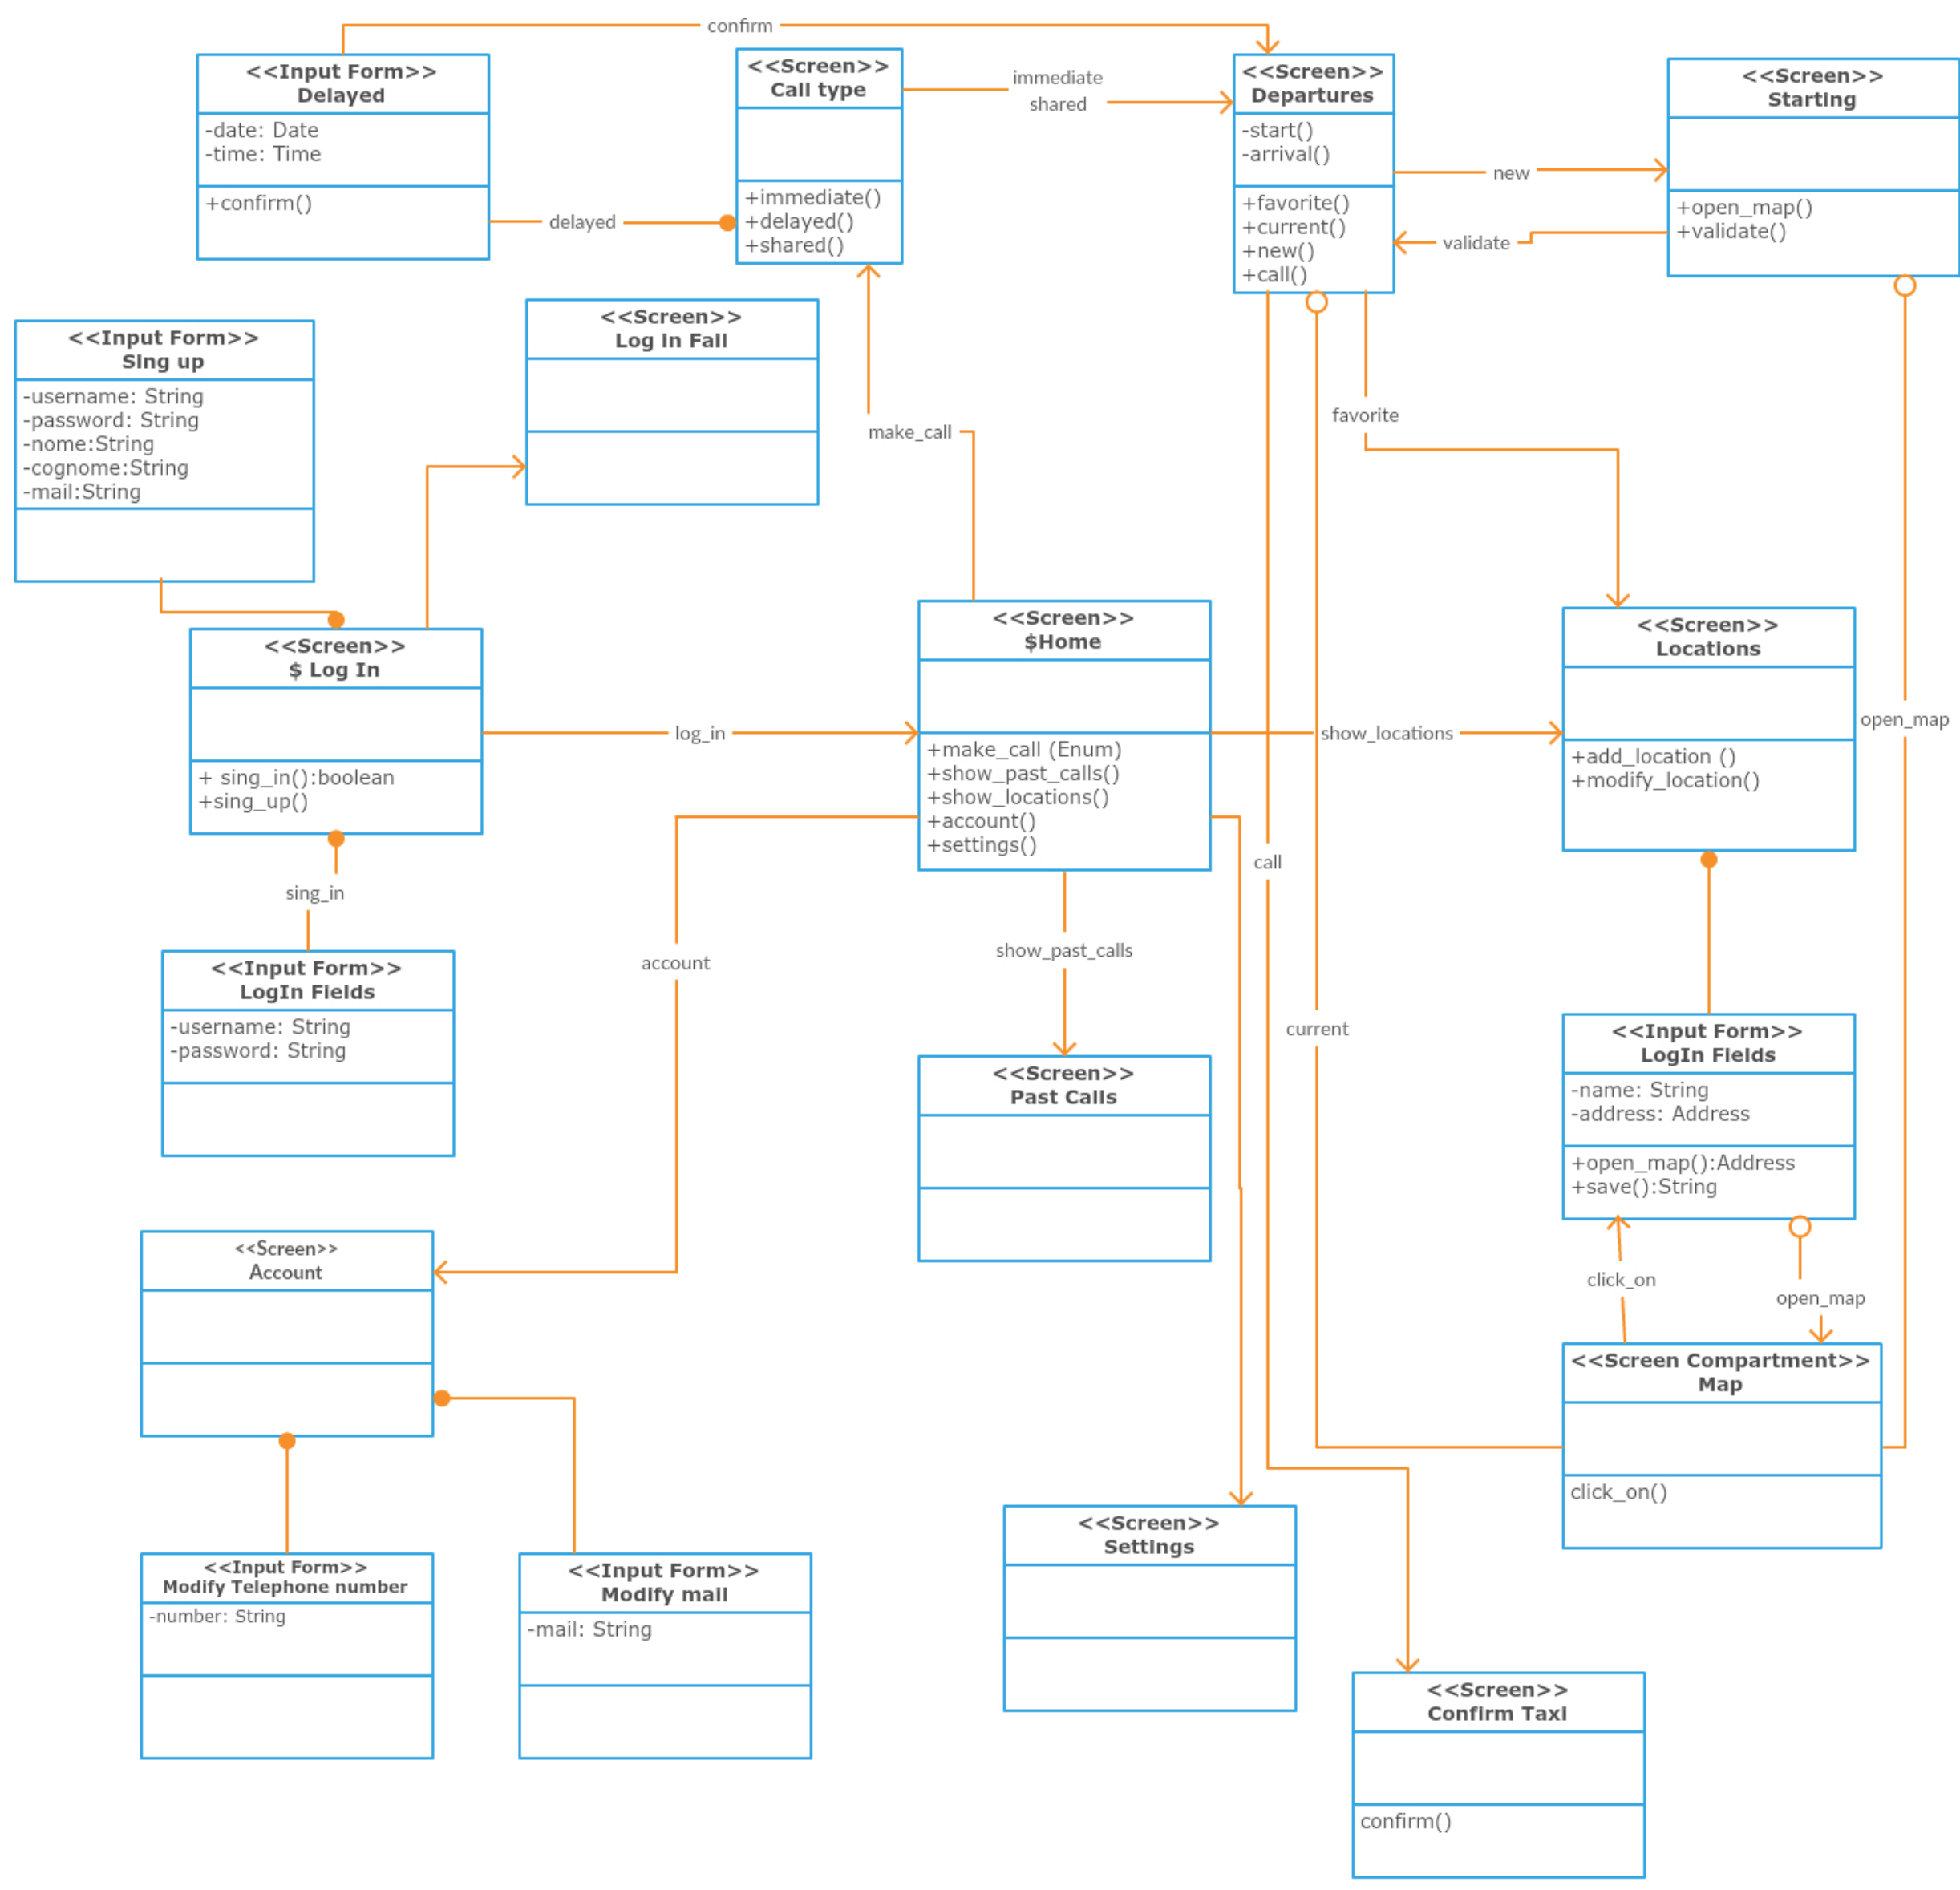 confirm
<<Input Form>>
Delayed
-date: Date
-time: Time
+confirm()
delayed
<<Screen>>
Call type
+immediate()
+delayed()
+shared()
immediate
shared
<<Screen>>
Departures
-start()
-arrival()
+favorite()
+current()
+new()
+call()
new
validate
<<Screen>>
Starting
+open_map()
+validate()
<<Input Form>>
Sing up
-username: String
-password: String
-nome:String
-cognome:String
-mail:String
<<Screen>>
Log in Fail
make_call
favorite
<<Screen>>
$ Log In
+ sing_in():boolean
+sing_up()
log_in
<<Screen>>
$Home
+make_call (Enum)
+show_past_calls()
+show_locations()
+account()
+settings()
show_locations
<<Screen>>
Locations
+add_location ()
+modify_location()
open_map
sing_in
call
account
show_past_calls
current
<<Input Form>>
LogIn Fields
-username: String
-password: String
<<Screen>>
Past Calls
<<Input Form>>
LogIn Fields
-name: String
-address: Address
+open_map():Address
+save():String
click_on
open_map
<<Screen>>
Account
<<Screen Compartment>>
Map
click_on()
<<Input Form>>
Modify Telephone number
-number: String
<<Input Form>>
Modify mail
-mail: String
<<Screen>>
Settings
<<Screen>>
Confirm Taxi
confirm()